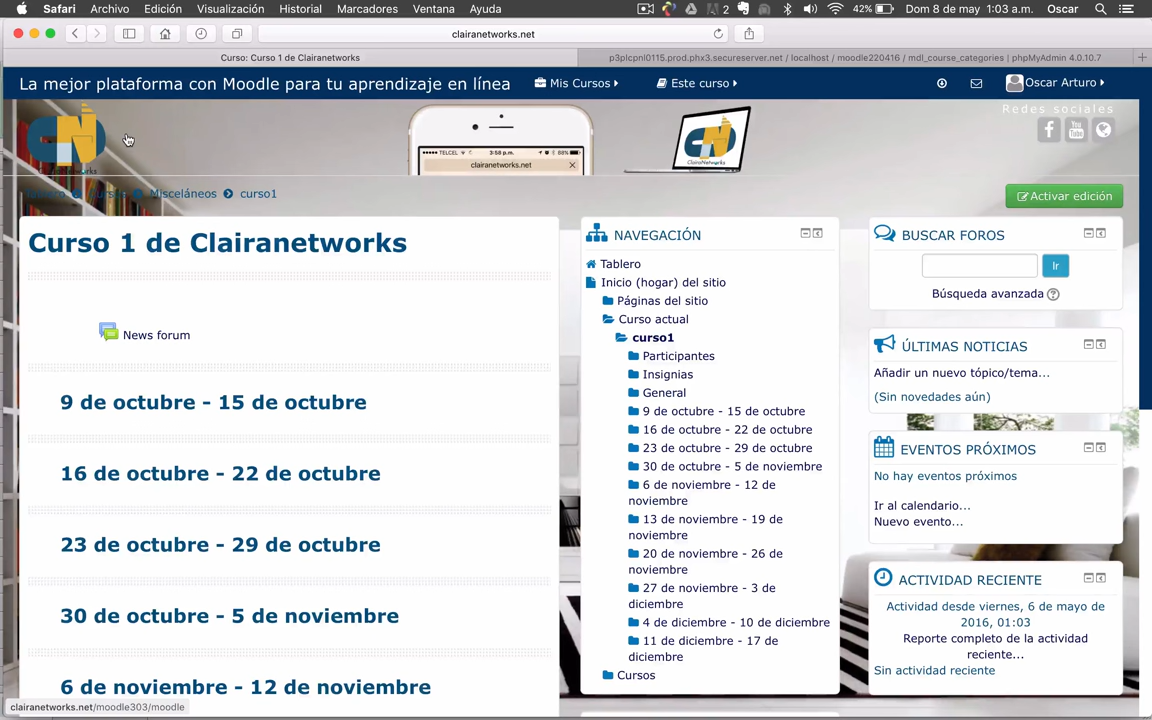 Safari Archivo Edición Visualización Historial Marcadores Ventana Ayuda 2 42% Dom 8 de may 1:03 a.m. Oscar
clairanetworks.net
Curso: Curso 1 de Clairanetworks
p3plcpnl0115.prod.phx3.secureserver.net / localhost / moodle220416 / mdl_course_categories | phpMyAdmin 4.0.10.7
La mejor plataforma con Moodle para tu aprendizaje en línea Mis Cursos Este curso Oscar Arturo
Redes sociales
You Tube
TELCEL 3:58 p.m. 88%
clairanetworks.net
Misceláneos curso1
Activar edición
Curso 1 de Clairanetworks
News forum
9 de octubre - 15 de octubre
16 de octubre - 22 de octubre
23 de octubre - 29 de octubre
30 de octubre - 5 de noviembre
6 de noviembre - 12 de noviembre
NAVEGACIÓN
Tablero
Inicio (hogar) del sitio
Páginas del sitio
Curso actual
curso1
Participantes
Insignias
General
9 de octubre - 15 de octubre
16 de octubre - 22 de octubre
23 de octubre - 29 de octubre
30 de octubre - 5 de noviembre
6 de noviembre - 12 de
noviembre
13 de noviembre - 19 de
noviembre
20 de noviembre - 26 de
noviembre
27 de noviembre - 3 de
diciembre
4 de diciembre - 10 de diciembre
11 de diciembre - 17 de
diciembre
Cursos
BUSCAR FOROS
Ir
Búsqueda avanzada
ÚLTIMAS NOTICIAS
Añadir un nuevo tópico/tema...
(Sin novedades aún)
EVENTOS PRÓXIMOS
No hay eventos próximos
Ir al calendario...
Nuevo evento...
ACTIVIDAD RECIENTE
Actividad desde viernes, 6 de mayo de
2016, 01:03
Reporte completo de la actividad
reciente...
Sin actividad reciente
clairanetworks.net/moodle303/moodle